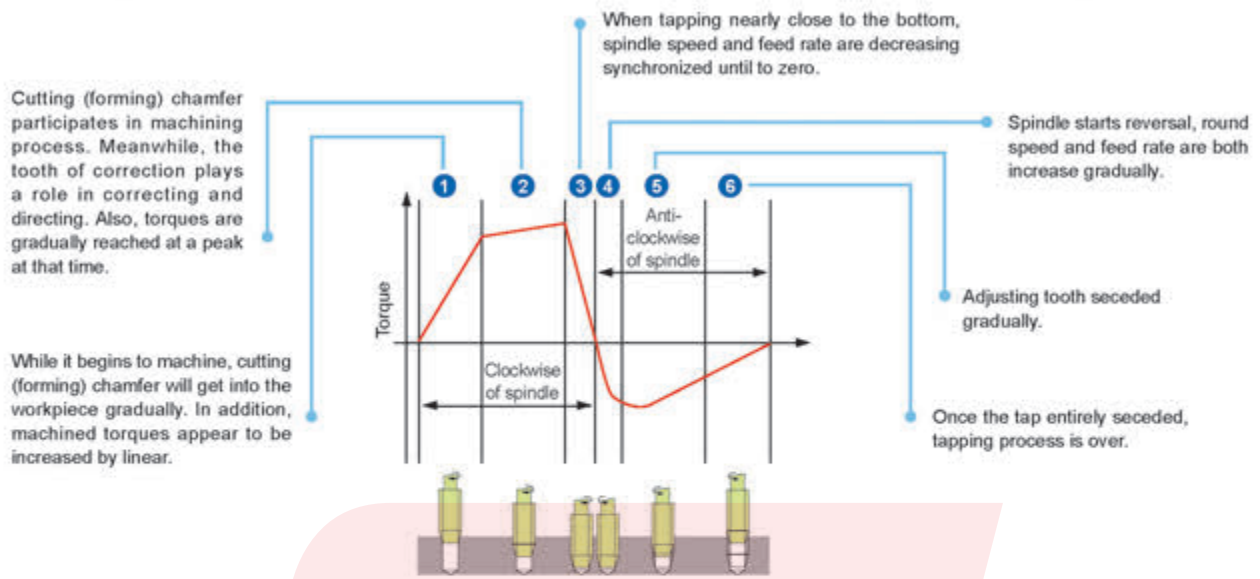 When tapping nearly close to the bottom,
spindle speed and feed rate are decreasing
synchronized until to zero.
Cutting (forming) chamfer
participates in machining
process. Meanwhile, the
tooth of correction plays
a role in correcting and
directing. Also, torques are
gradually reached at a peak
at that time.
Spindle starts reversal, round
speed and feed rate are both
increase gradually.
1 2 3 4 5 6
Anti-
clockwise
of spindle
Torque
Adjusting tooth seceded
gradually.
While it begins to machine, cutting
(forming) chamfer will get into the
workpiece gradually. In addition,
machined torques appear to be
increased by linear.
Clockwise
of spindle
Once the tap entirely seceded,
tapping process is over.